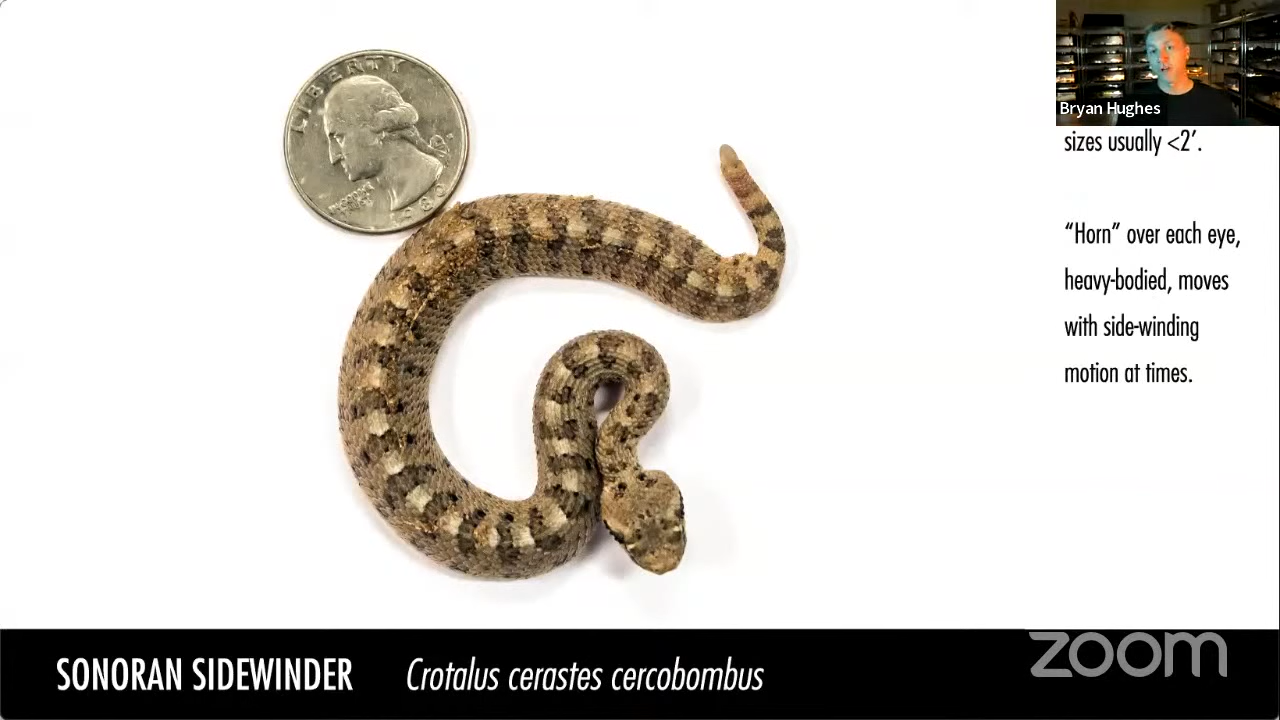 LIBERTY
1989
Bryan Hughes
sizes usually <2’.
“Horn” over each eye,
heavy-bodied, moves
with side-winding
motion at times.
SONORAN SIDEWINDER
Crotalus cerastes cercobombus
zoom